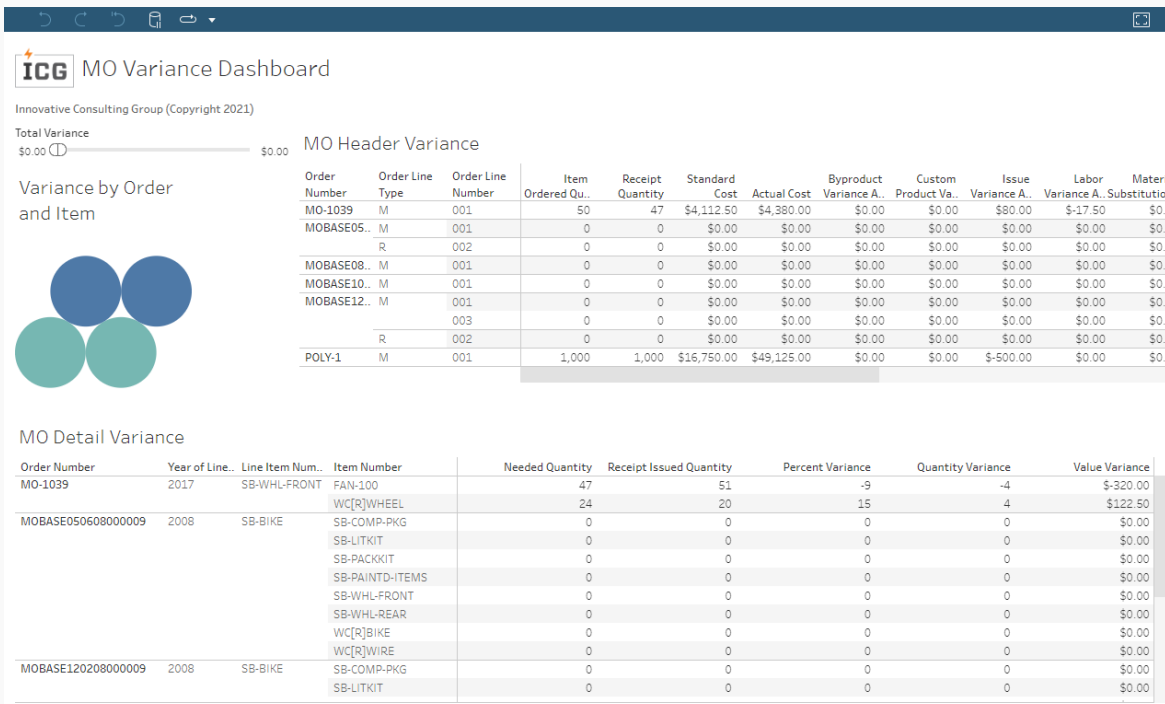 ICG MO Variance Dashboard
Innovative Consulting Group (Copyright 2021)
Total Variance
$0.00 $0.00
Variance by Order
and Item
MO Header Variance
Order Number Order Line Type Order Line Number Item Ordered Qu.. Receipt Quantity Standard Cost Actual Cost Byproduct Variance A.. Custom Product Va.. Issue Variance A.. Labor Variance A.. Mater Substitutio
MO-1039 M 001 50 47 $4,112.50 $4,380.00 $0.00 $0.00 $80.00 $-17.50 $0.
MOBASE05.. M 001 0 0 $0.00 $0.00 $0.00 $0.00 $0.00 $0.00 $0.
R 002 0 0 $0.00 $0.00 $0.00 $0.00 $0.00 $0.00 $0.
MOBASE08.. M 001 0 0 $0.00 $0.00 $0.00 $0.00 $0.00 $0.00 $0.
MOBASE10.. M 001 0 0 $0.00 $0.00 $0.00 $0.00 $0.00 $0.00 $0.
MOBASE12.. M 001 0 0 $0.00 $0.00 $0.00 $0.00 $0.00 $0.00 $0.
003 0 0 $0.00 $0.00 $0.00 $0.00 $0.00 $0.00 $0.
R 002 0 0 $0.00 $0.00 $0.00 $0.00 $0.00 $0.00 $0.
POLY-1 M 001 1,000 1,000 $16,750.00 $49,125.00 $0.00 $0.00 $-500.00 $0.00 $0.
MO Detail Variance
Order Number Year of Line.. Line Item Num.. Item Number Needed Quantity Receipt Issued Quantity Percent Variance Quantity Variance Value Variance
MO-1039 2017 SB-WHL-FRONT FAN-100 47 51 -9 -4 $-320.00
WC[R]WHEEL 24 20 15 4 $122.50
MOBASE050608000009 2008 SB-BIKE SB-COMP-PKG 0 0 0 0 $0.00
SB-LITKIT 0 0 0 0 $0.00
SB-PACKKIT 0 0 0 0 $0.00
SB-PAINTD-ITEMS 0 0 0 0 $0.00
SB-WHL-FRONT 0 0 0 0 $0.00
SB-WHL-REAR 0 0 0 0 $0.00
WC[R]BIKE 0 0 0 0 $0.00
WC[R]WIRE 0 0 0 0 $0.00
MOBASE120208000009 2008 SB-BIKE SB-COMP-PKG 0 0 0 0 $0.00
SB-LITKIT 0 0 0 0 $0.00